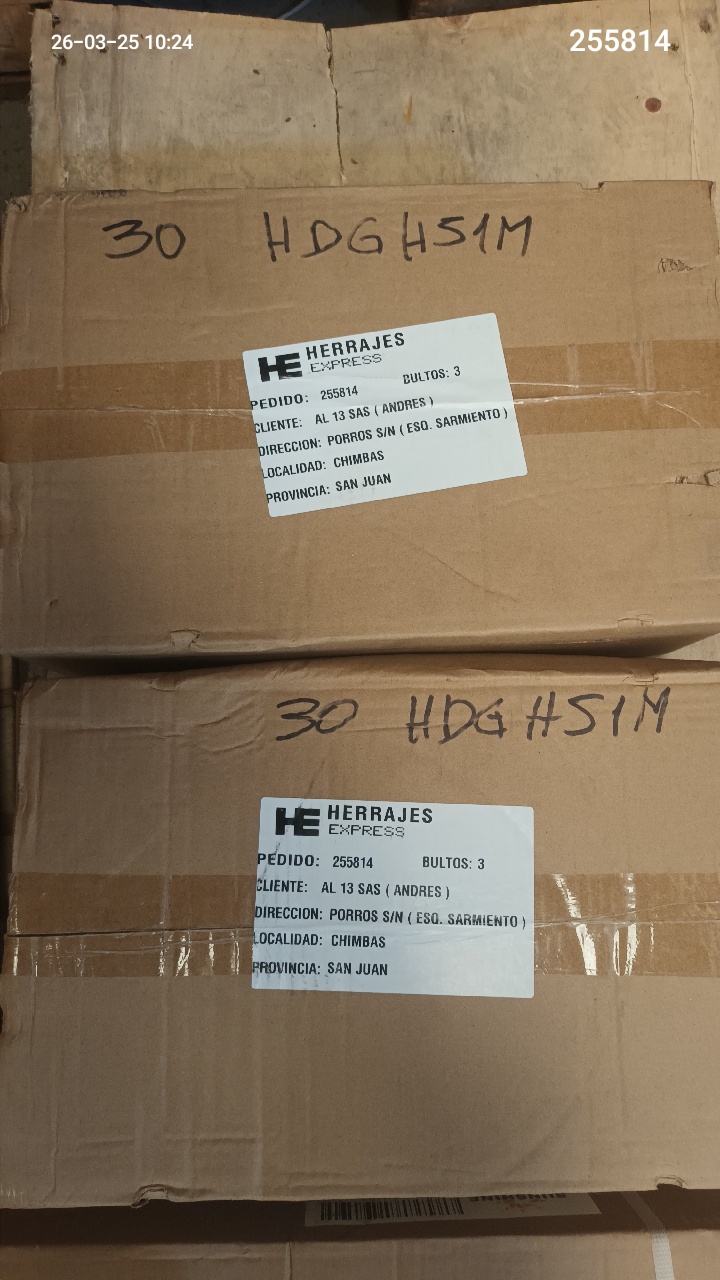 26-03-25 10:24
255814
30 HDGH51M
HE HERRAJES
EXPRESS
BULTOS: 3
PEDIDO: 255814
CLIENTE: AL 13 SAS ( ANDRES )
DIRECCION: PORROS S/N ( ESQ. SARMIENTO )
LOCALIDAD: CHIMBAS
PROVINCIA: SAN JUAN
30 HDGH51M
HE HERRAJES
EXPRESS
PEDIDO: 255814 BULTOS: 3
CLIENTE: AL 13 SAS ( ANDRES )
DIRECCION: PORROS S/N ( ESQ. SARMIENTO )
LOCALIDAD: CHIMBAS
PROVINCIA: SAN JUAN